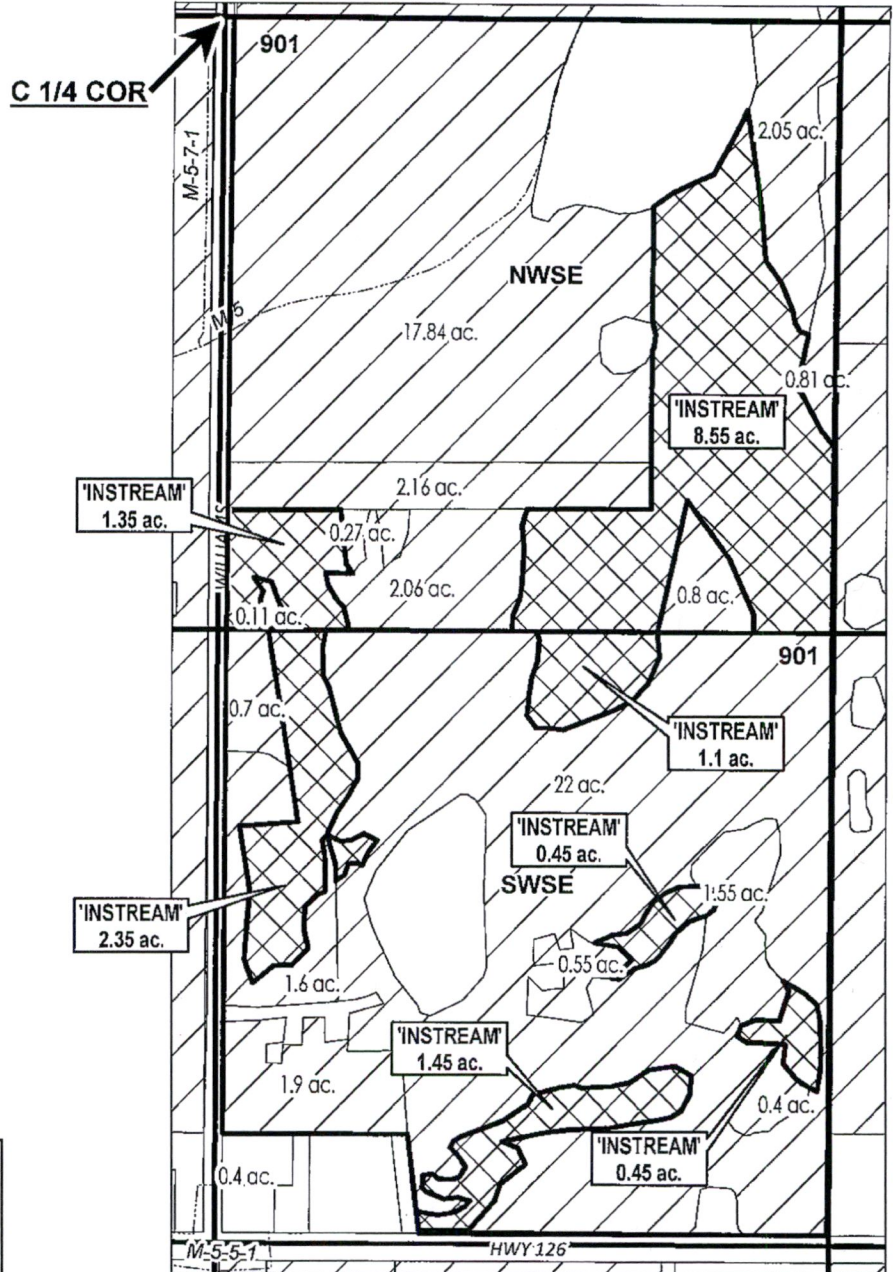 901
C 1/4 COR
M-5-7-1
2.05 ac.
NWSE
M-5
17.84 ac.
0.81 ac.
'INSTREAM'
8.55 ac.
2.16 ac.
'INSTREAM'
1.35 ac.
WILLIAMS
0.27 ac.
2.06 ac.
0.8 ac.
0.11 ac.
901
0.7 ac.
'INSTREAM'
1.1 ac.
22 ac.
'INSTREAM'
0.45 ac.
SWSE
1.55 ac.
'INSTREAM'
2.35 ac.
0.55 ac.
1.6 ac.
'INSTREAM'
1.45 ac.
1.9 ac.
0.4 ac.
'INSTREAM'
0.45 ac.
0.4 ac.
M-5-5-1
HWY 126